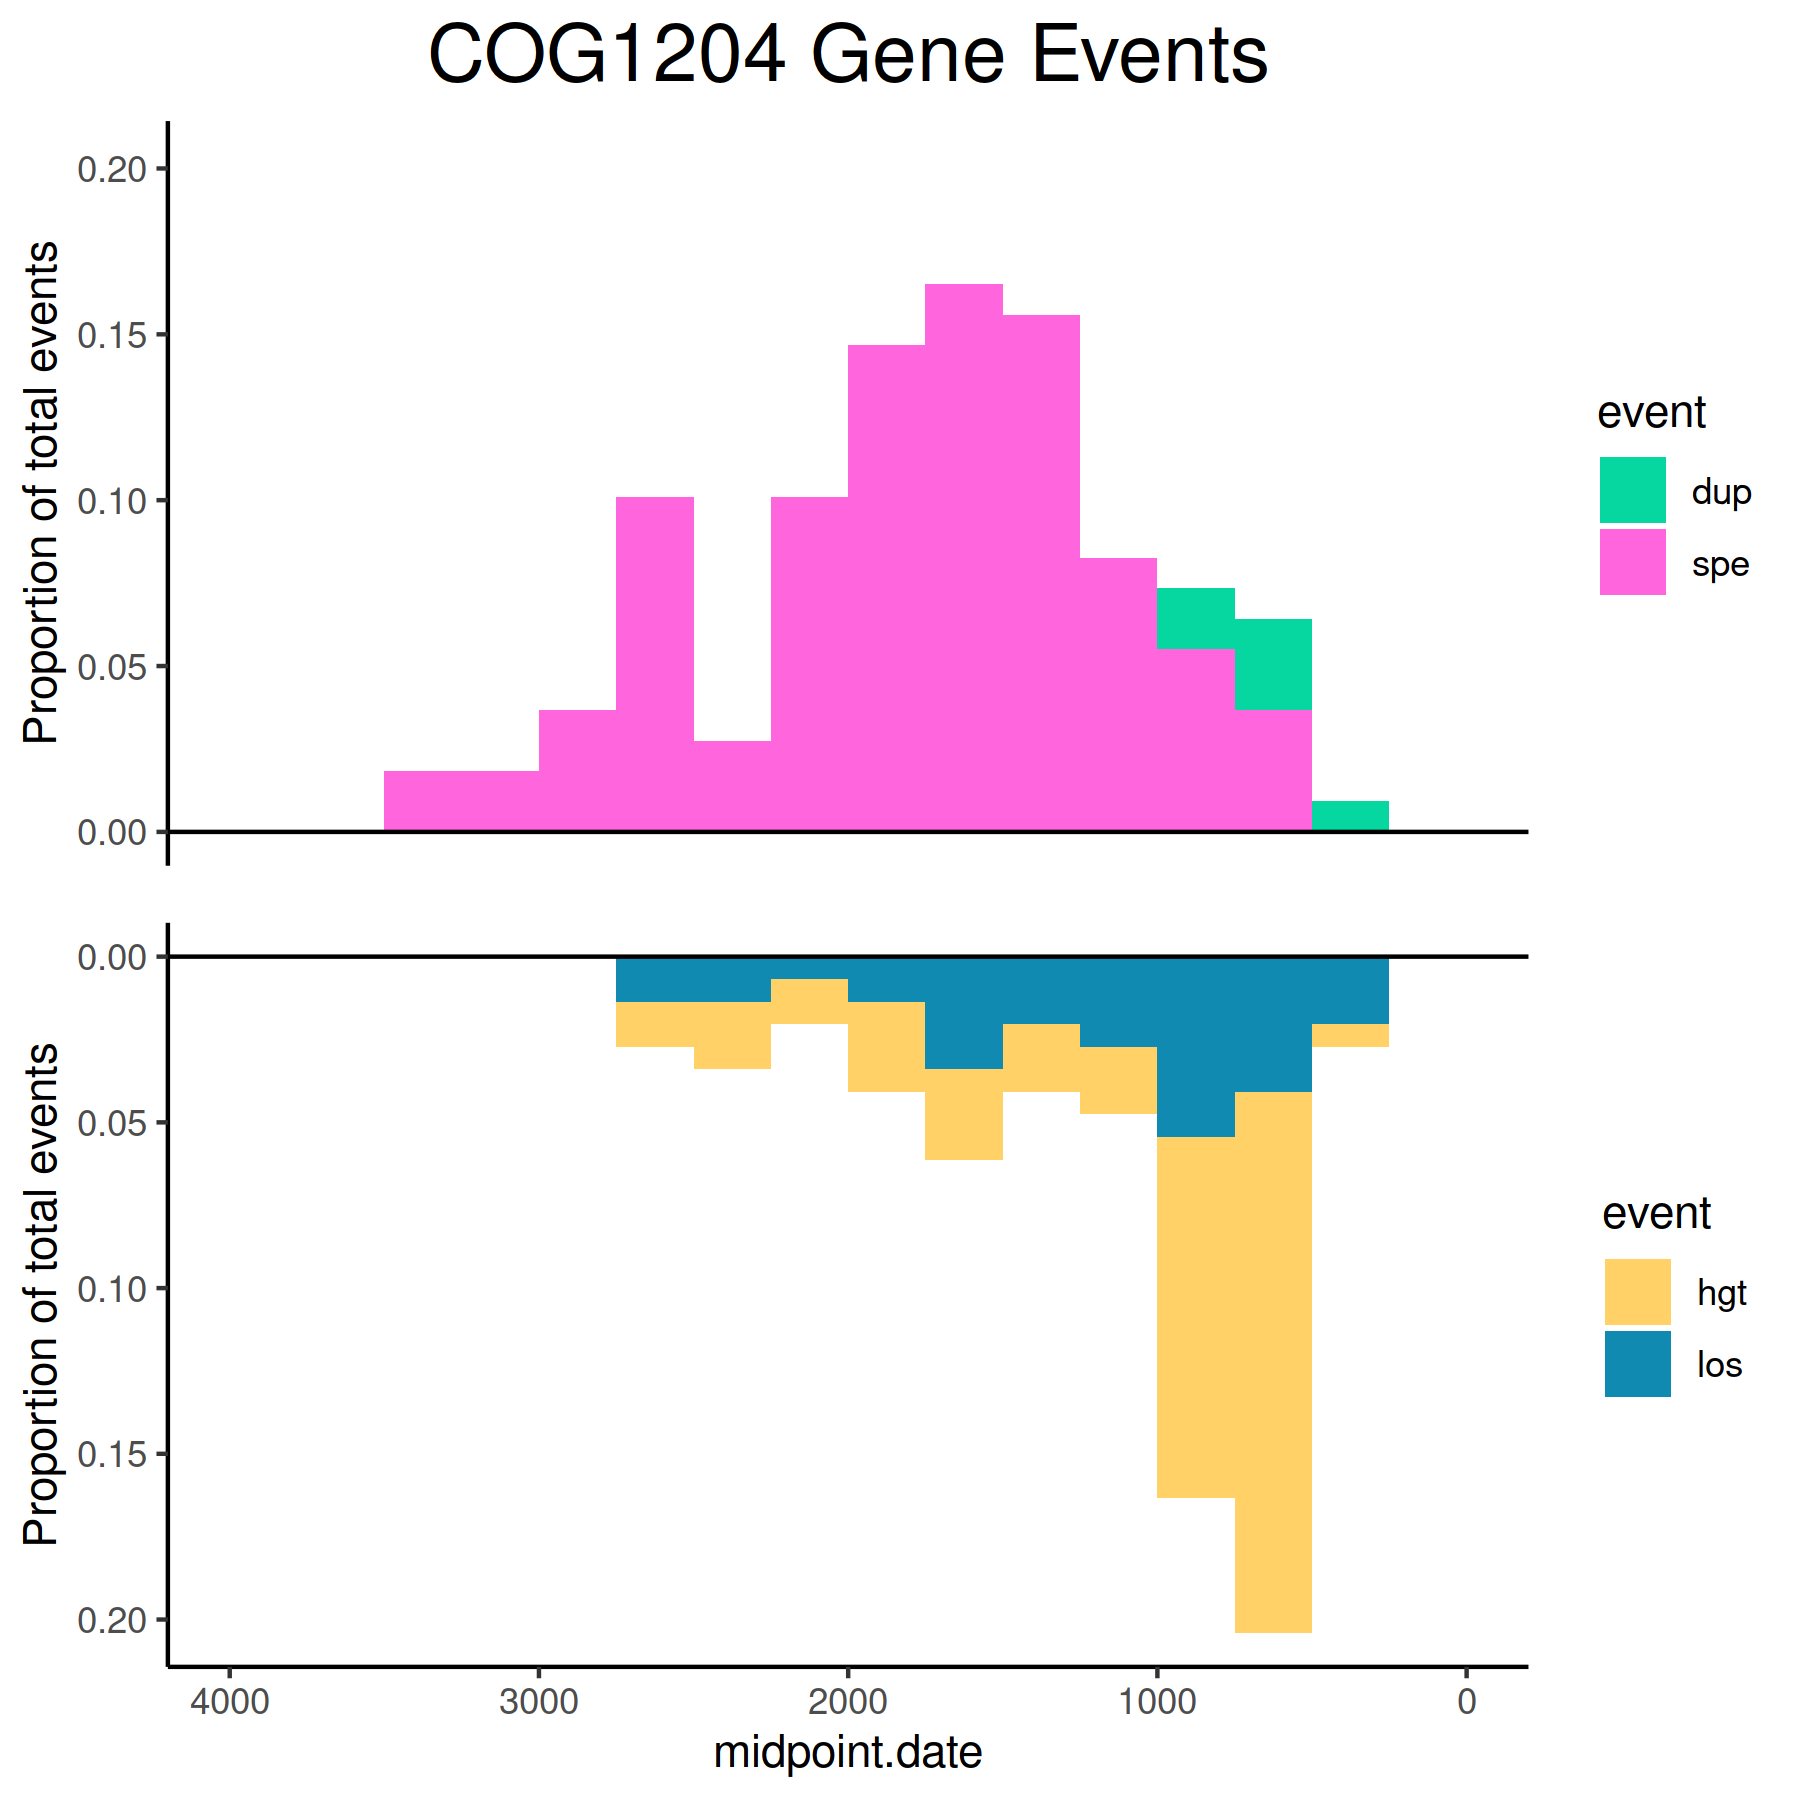 COG1204 Gene Events
Proportion of total events
0.20
0.15
0.10
0.05
0.00
event
dup
spe
Proportion of total events
0.00
0.05
0.10
0.15
0.20
event
hgt
los
4000 3000 2000 1000 0
midpoint.date